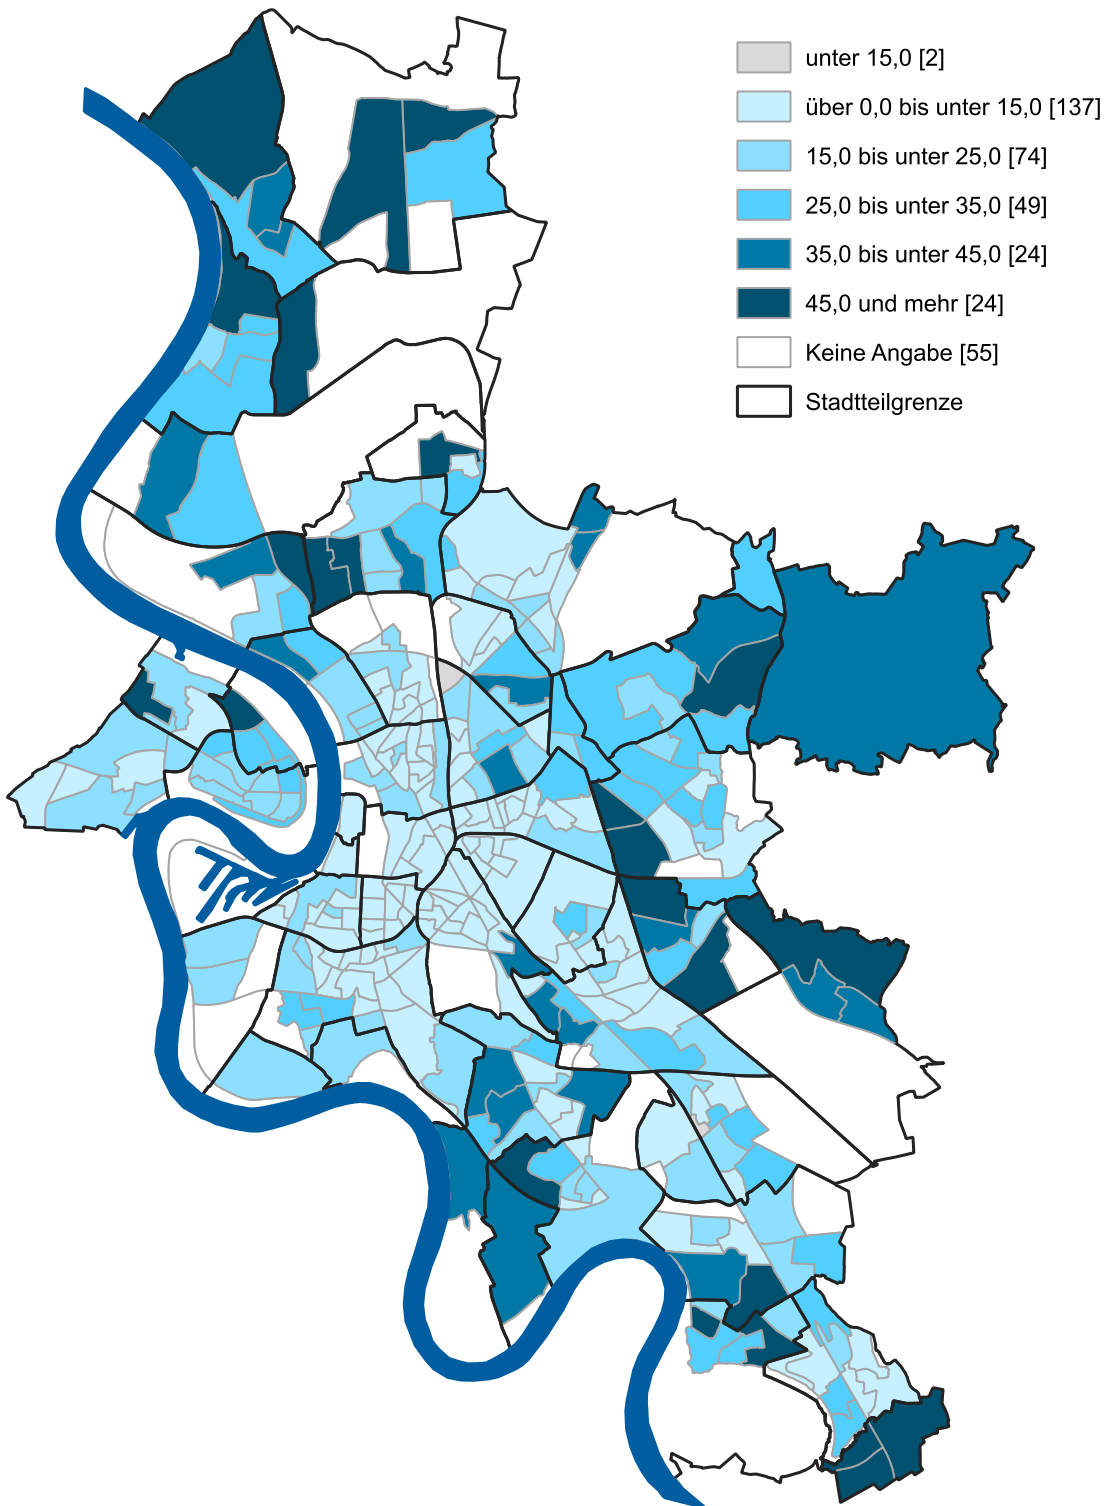 unter 15,0 [2]
über 0,0 bis unter 15,0 [137]
15,0 bis unter 25,0 [74]
25,0 bis unter 35,0 [49]
35,0 bis unter 45,0 [24]
45,0 und mehr [24]
Keine Angabe [55]
Stadtteilgrenze